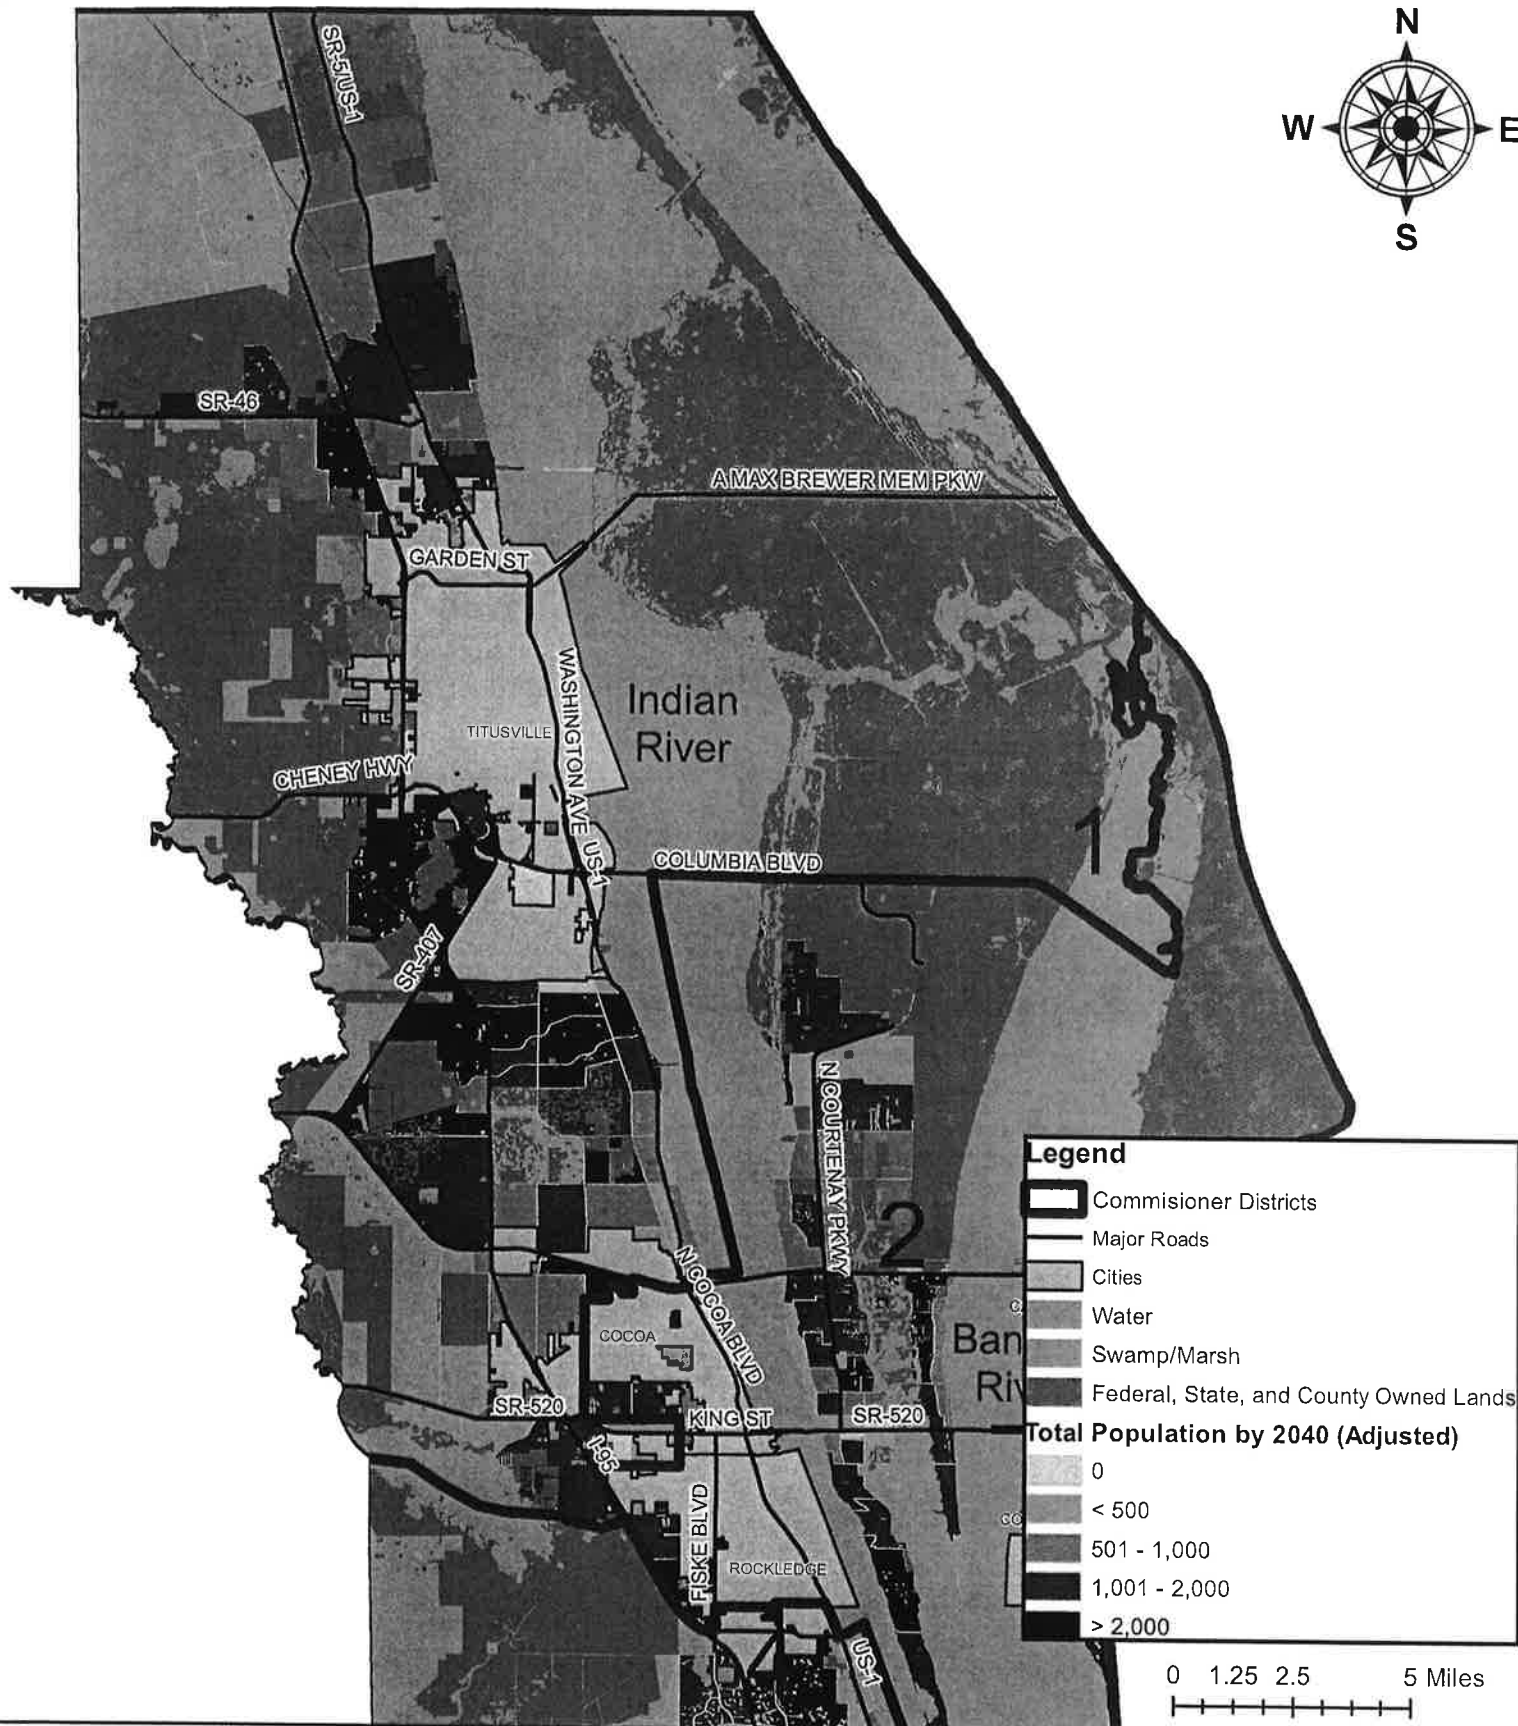 N
W
E
S
SR-5/US-1
SR-46
A MAX BREWER MEM PKW
GARDEN ST
WASHINGTON AVE
US-1
Indian
River
TITUSVILLE
CHENEY HWY
1
COLUMBIA BLVD
SR-407
N COURTENAY PKWY
2
N COCOA BLVD
COCOA
Ban
Riv
SR-520
KING ST
SR-520
I-95
FISKE BLVD
CO
ROCKLEDGE
US-1
Legend
Commisioner Districts
Major Roads
Cities
Water
Swamp/Marsh
Federal, State, and County Owned Lands
Total Population by 2040 (Adjusted)
0
< 500
501 - 1,000
1,001 - 2,000
> 2,000
0 1.25 2.5 5 Miles